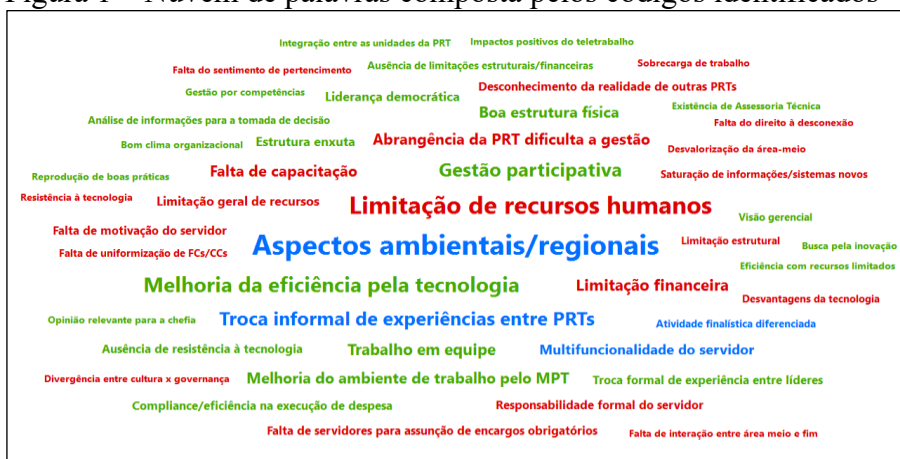 Figura 1 – Nuvem de palavras composta pelos códigos identificados
Integração entre as unidades da PRT Impactos positivos do teletrabalho
Falta do sentimento de pertencimento Ausência de limitações estruturais/financeiras Sobrecarga de trabalho
Gestão por competências Liderança democrática Desconhecimento da realidade de outras PRTs
Análise de informações para a tomada de decisão Boa estrutura física Existência de Assessoria Técnica
Falta do direito à desconexão
Bom clima organizacional Estrutura enxuta Abrangência da PRT dificulta a gestão Desvalorização da área-meio
Reprodução de boas práticas Falta de capacitação Gestão participativa Saturação de informações/sistemas novos
Resistência à tecnologia Limitação geral de recursos Limitação de recursos humanos Visão gerencial
Falta de motivação do servidor Aspectos ambientais/regionais Limitação estrutural Busca pela inovação
Falta de uniformização de FCs/CCs Eficiência com recursos limitados
Melhoria da eficiência pela tecnologia Limitação financeira Desvantagens da tecnologia
Opinião relevante para a chefia Troca informal de experiências entre PRTs Atividade finalística diferenciada
Ausência de resistência à tecnologia Trabalho em equipe Multifuncionalidade do servidor
Divergência entre cultura x governança Melhoria do ambiente de trabalho pelo MPT Troca formal de experiência entre líderes
Compliance/eficiência na execução de despesa Responsabilidade formal do servidor
Falta de servidores para assunção de encargos obrigatórios Falta de interação entre área meio e fim